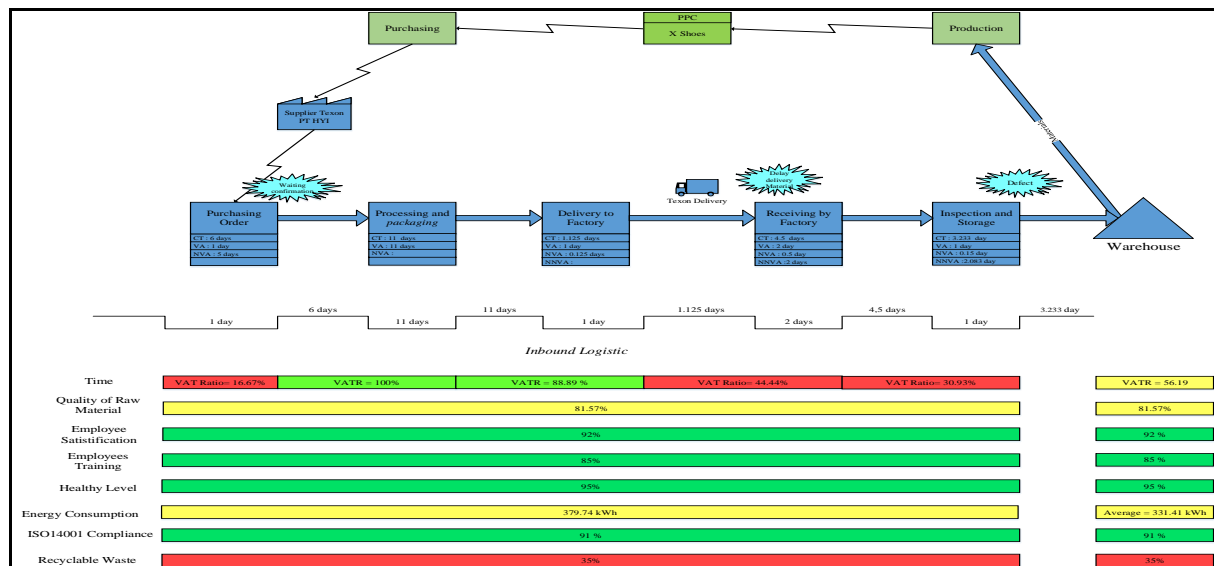 Purchasing
PPC
X Shoes
Production
Supplier Texon
PT HYI
Materials
Waiting
confirmation
Texon Delivery
Delay
delivery
Material
Defect
Purchasing
Order
CT : 6 days
VA : 1 day
NVA : 5 days
Processing and
packaging
CT : 11 days
VA : 11 days
NVA :
Delivery to
Factory
CT : 1.125 days
VA : 1 day
NVA : 0.125 days
NNVA :
Receiving by
Factory
CT : 4.5 days
VA : 2 day
NVA : 0.5 day
NNVA :2 days
Inspection and
Storage
CT : 3.233 day
VA : 1 day
NVA : 0.15 day
NNVA :2.083 day
Warehouse
1 day
6 days
11 days
11 days
1 day
1.125 days
2 days
4,5 days
1 day
3.233 day
Inbound Logistic
Time
VAT Ratio= 16.67%
VATR = 100%
VATR = 88.89 %
VAT Ratio= 44.44%
VAT Ratio= 30.93%
VATR = 56.19
Quality of Raw
Material
81.57%
81.57%
Employee
Satistification
92%
92 %
Employees
Training
85%
85 %
Healthy Level
95%
95 %
Energy Consumption
379.74 kWh
Average = 331.41 kWh
ISO14001 Compliance
91 %
91 %
Recyclable Waste
35%
35%